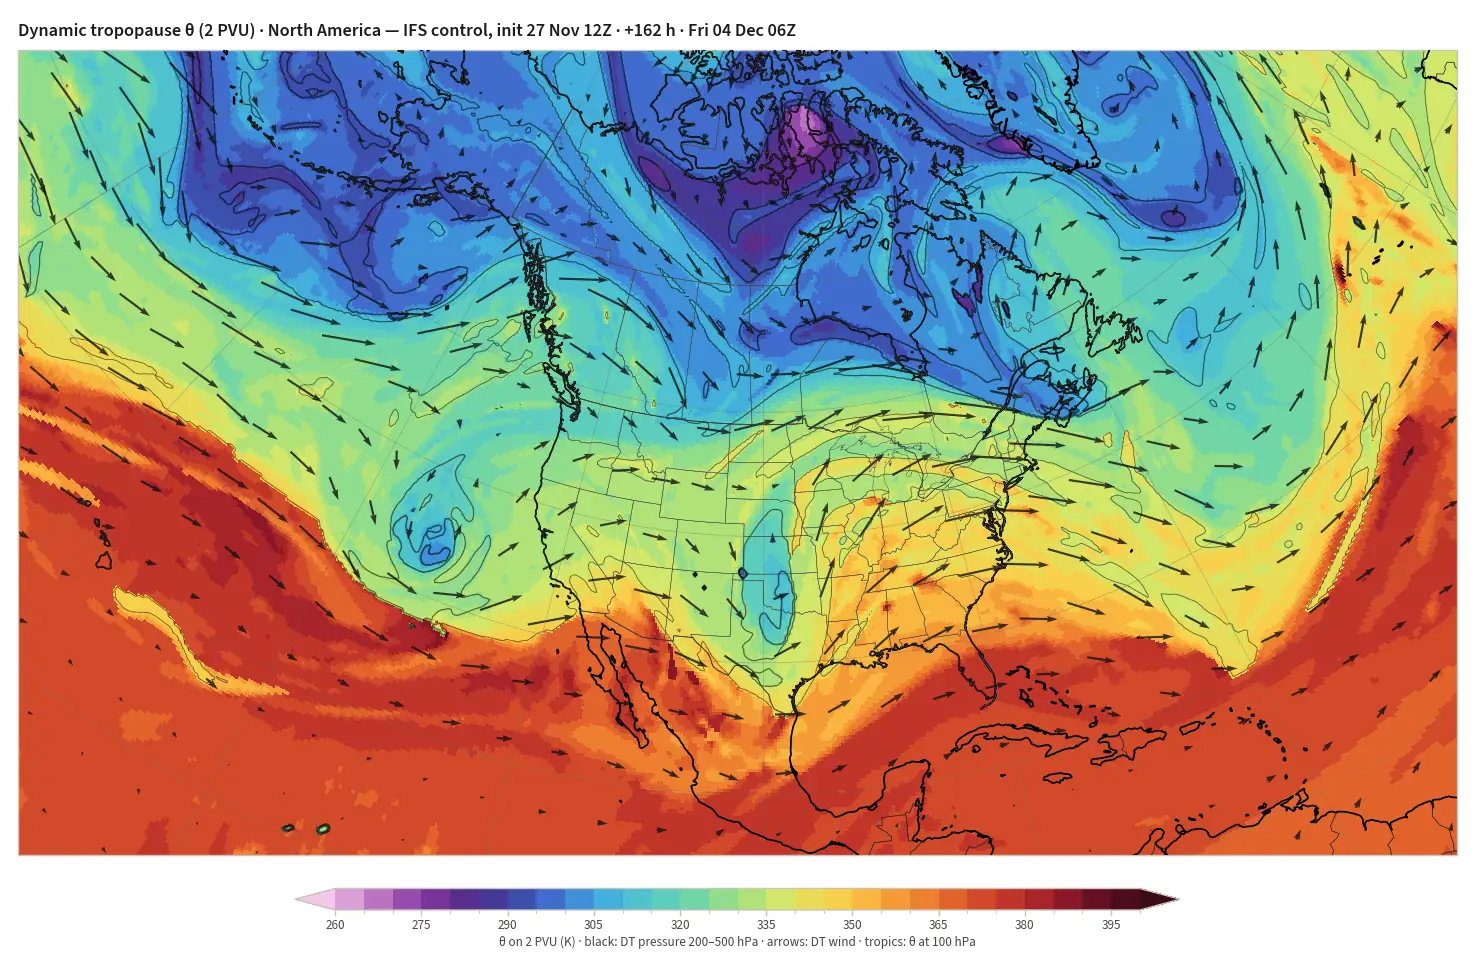 Dynamic tropopause θ (2 PVU) · North America — IFS control, init 27 Nov 12Z · +162 h · Fri 04 Dec 06Z
260 275 290 305 320 335 350 365 380 395
θ on 2 PVU (K) · black: DT pressure 200–500 hPa · arrows: DT wind · tropics: θ at 100 hPa